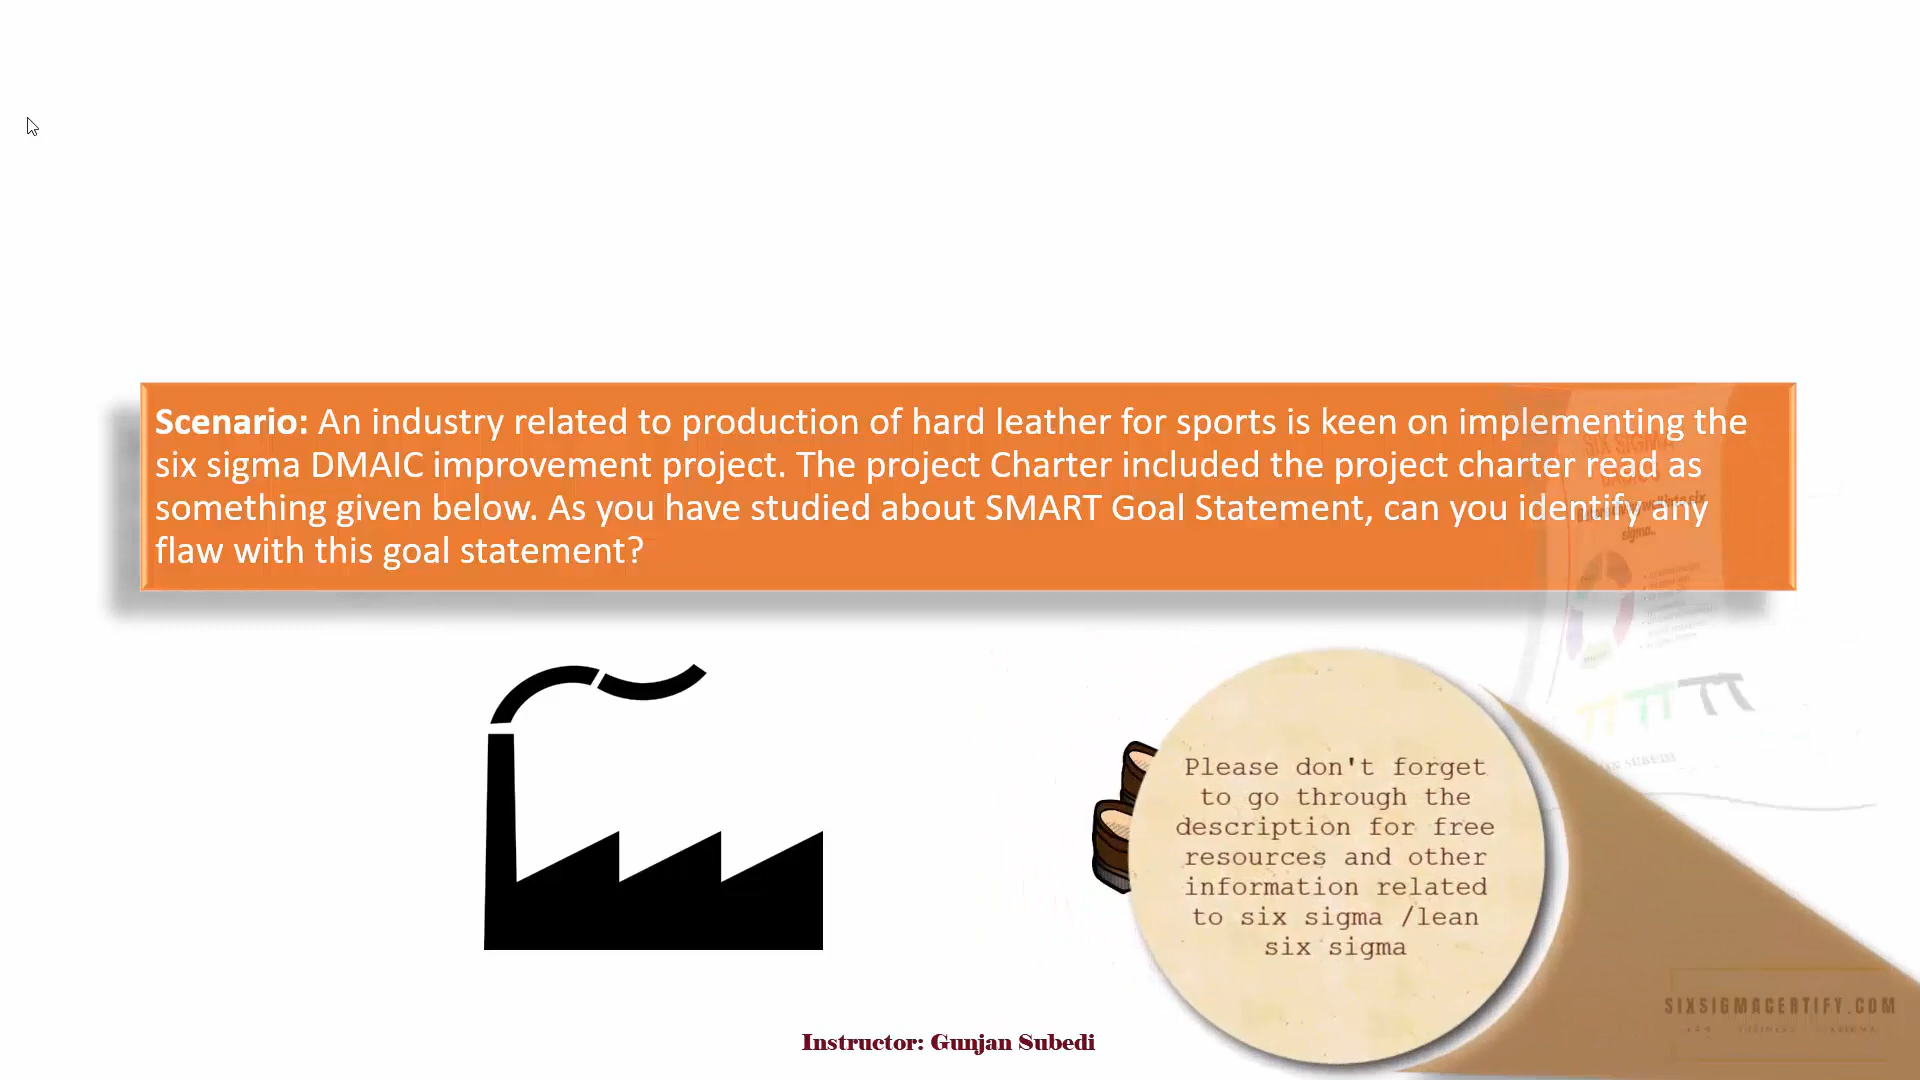 Scenario: An industry related to production of hard leather for sports is keen on implementing the
six sigma DMAIC improvement project. The project Charter included the project charter read as
something given below. As you have studied about SMART Goal Statement, can you identify any
flaw with this goal statement?
SIX SIGMA
sigma..
Please don't forget
to go through the
description for free
resources and other
information related
to six sigma /lean
six sigma
SIXSIGMACERTIFY.COM
Instructor: Gunjan Subedi